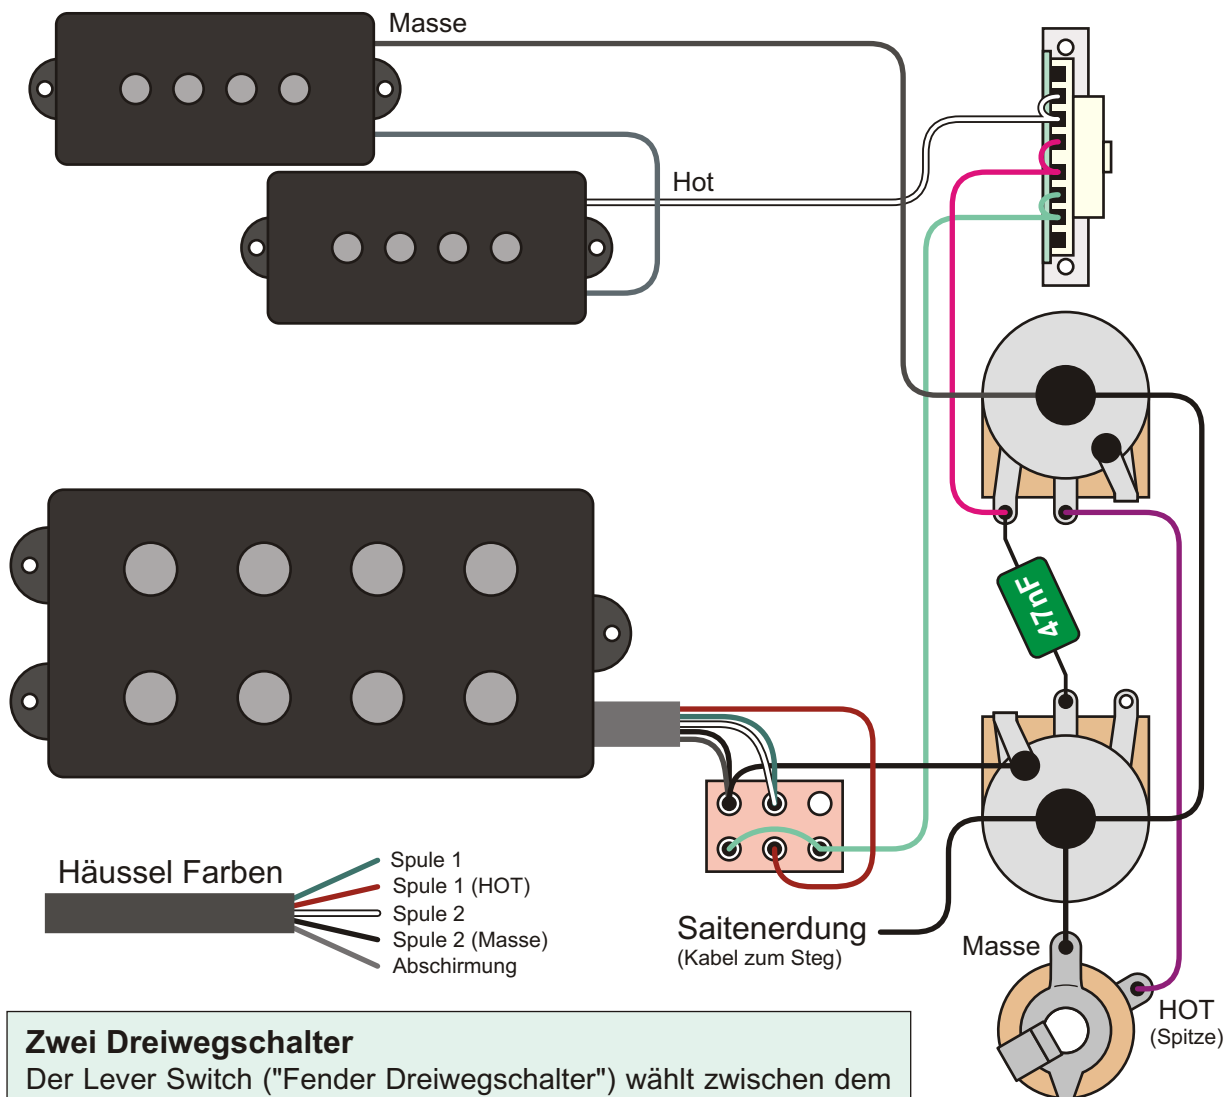 Masse
Hot
47nF
Häussel Farben
Spule 1
Spule 1 (HOT)
Spule 2
Spule 2 (Masse)
Abschirmung
Saitenerdung
(Kabel zum Steg)
Masse
HOT
(Spitze)
Zwei Dreiwegschalter
Der Lever Switch ("Fender Dreiwegschalter") wählt zwischen dem